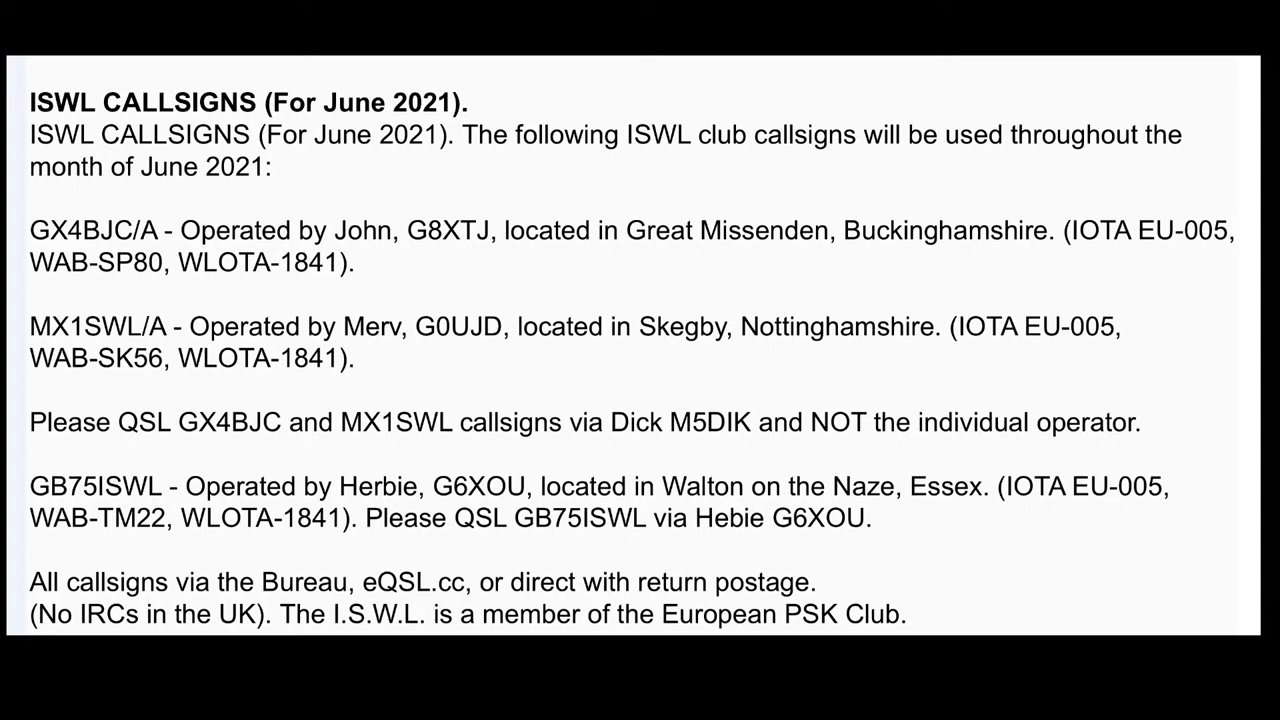 ISWL CALLSIGNS (For June 2021).
ISWL CALLSIGNS (For June 2021). The following ISWL club callsigns will be used throughout the
month of June 2021:
GX4BJC/A - Operated by John, G8XTJ, located in Great Missenden, Buckinghamshire. (IOTA EU-005,
WAB-SP80, WLOTA-1841).
MX1SWL/A - Operated by Merv, G0UJD, located in Skegby, Nottinghamshire. (IOTA EU-005,
WAB-SK56, WLOTA-1841).
Please QSL GX4BJC and MX1SWL callsigns via Dick M5DIK and NOT the individual operator.
GB75ISWL - Operated by Herbie, G6XOU, located in Walton on the Naze, Essex. (IOTA EU-005,
WAB-TM22, WLOTA-1841). Please QSL GB75ISWL via Hebie G6XOU.
All callsigns via the Bureau, eQSL.cc, or direct with return postage.
(No IRCs in the UK). The I.S.W.L. is a member of the European PSK Club.